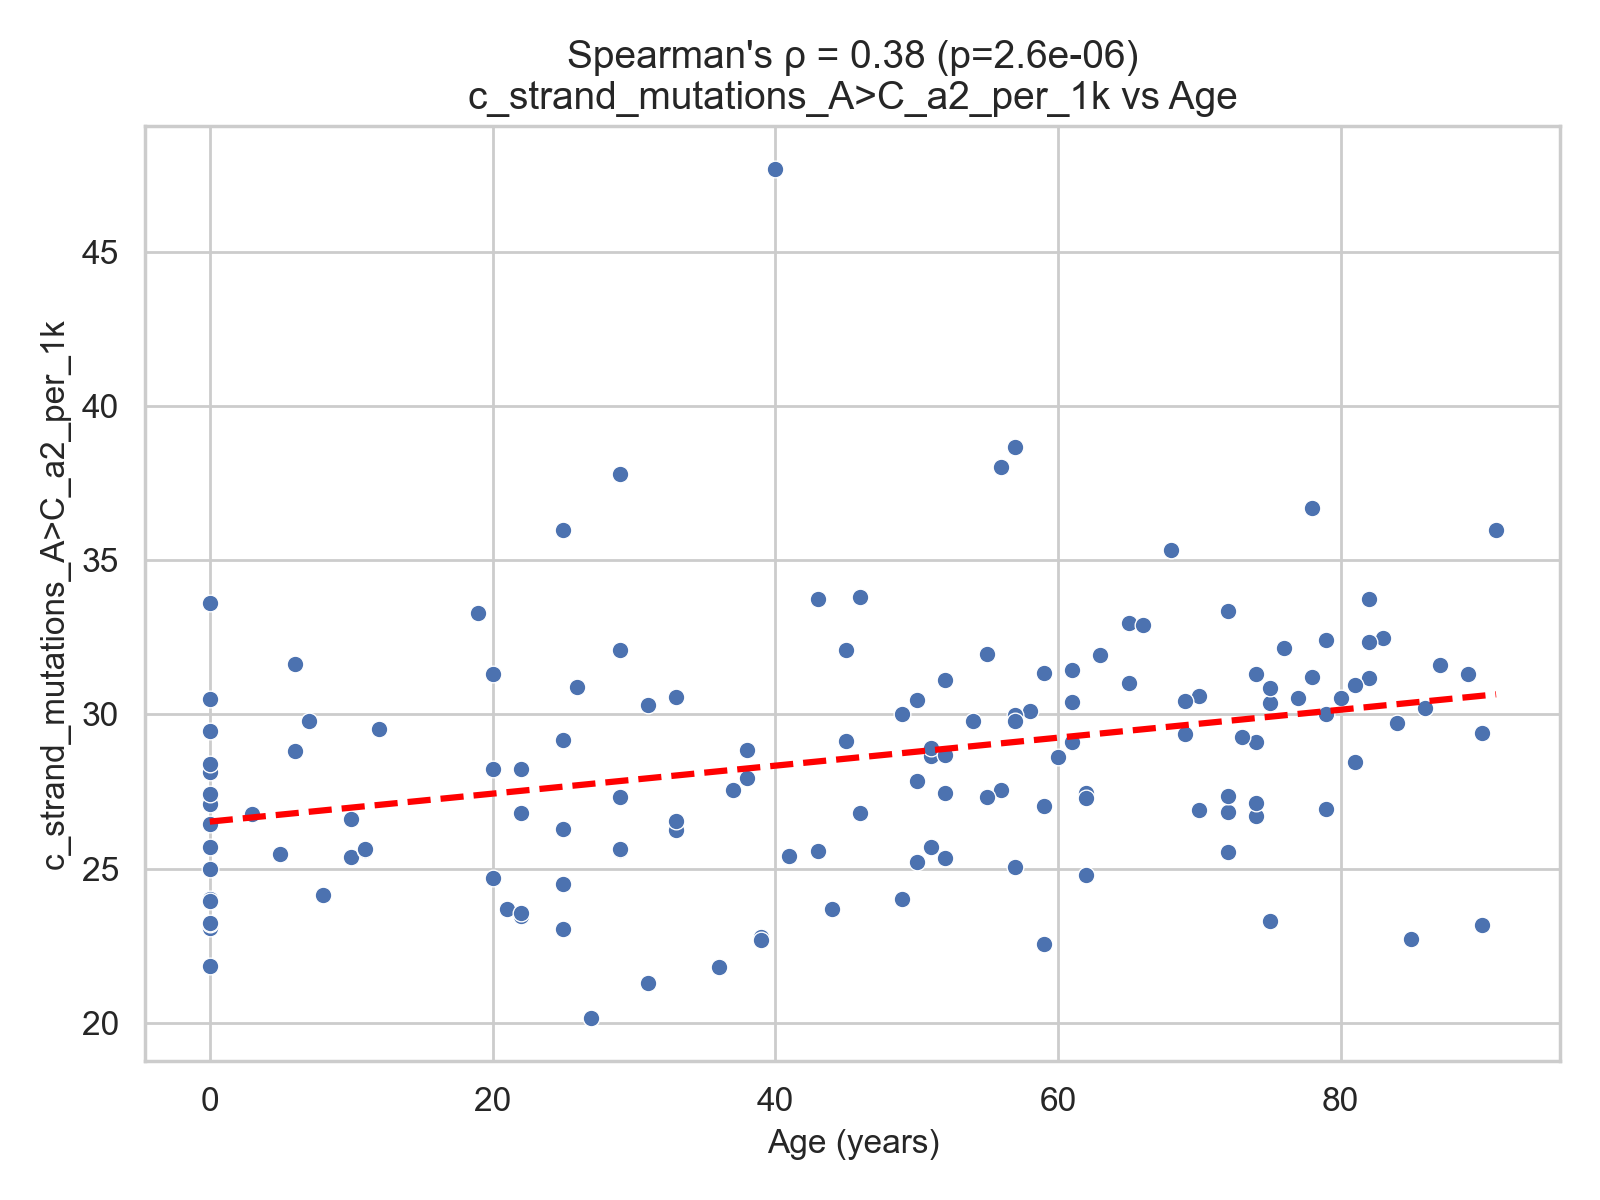 Spearman's ρ = 0.38 (p=2.6e-06)
c_strand_mutations_A>C_a2_per_1k vs Age
c_strand_mutations_A>C_a2_per_1k
45
40
35
30
25
20
0 20 40 60 80
Age (years)